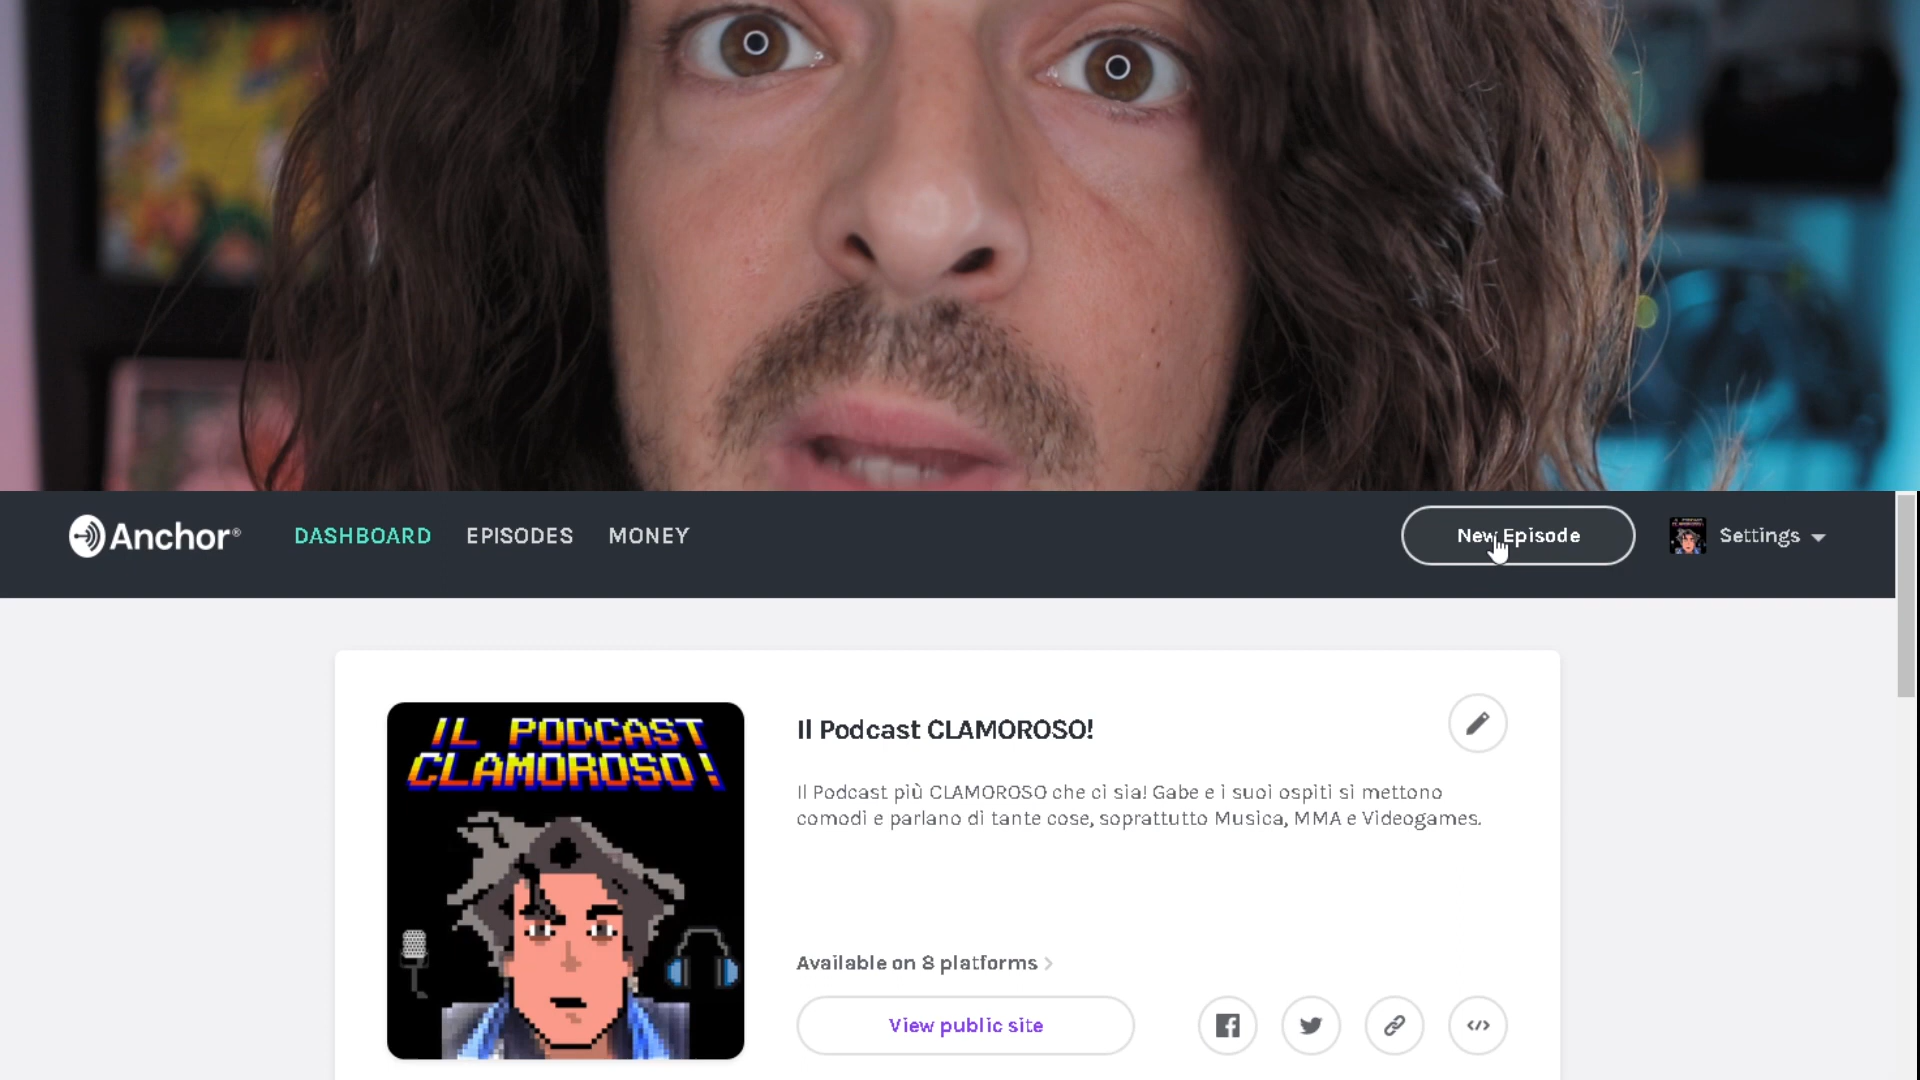 Anchor®
DASHBOARD
EPISODES
MONEY
New Episode
Settings
IL PODCAST
CLAMOROSO!
Il Podcast CLAMOROSO!
Il Podcast più CLAMOROSO che ci sia! Gabe e i suoi ospiti si mettono
comodi e parlano di tante cose, soprattutto Musica, MMA e Videogames.
Available on 8 platforms
View public site